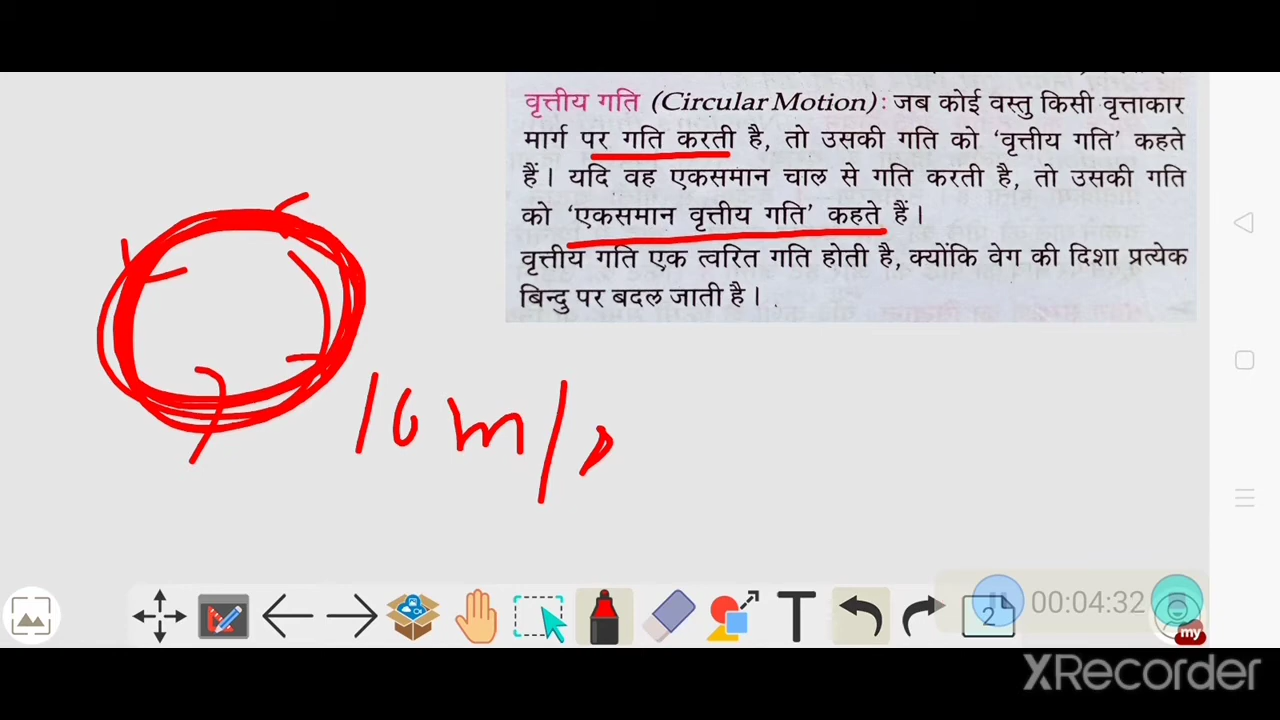 वृत्तीय गति (Circular Motion): जब कोई वस्तु किसी वृत्ताकार
मार्ग पर गति करती है, तो उसकी गति को ‘वृत्तीय गति’ कहते
हैं। यदि वह एकसमान चाल से गति करती है, तो उसकी गति
को ‘एकसमान वृत्तीय गति’ कहते हैं।
वृत्तीय गति एक त्वरित गति होती है, क्योंकि वेग की दिशा प्रत्येक
बिन्दु पर बदल जाती है।
10 m/s
T
2
00:04:32
my
XRecorder